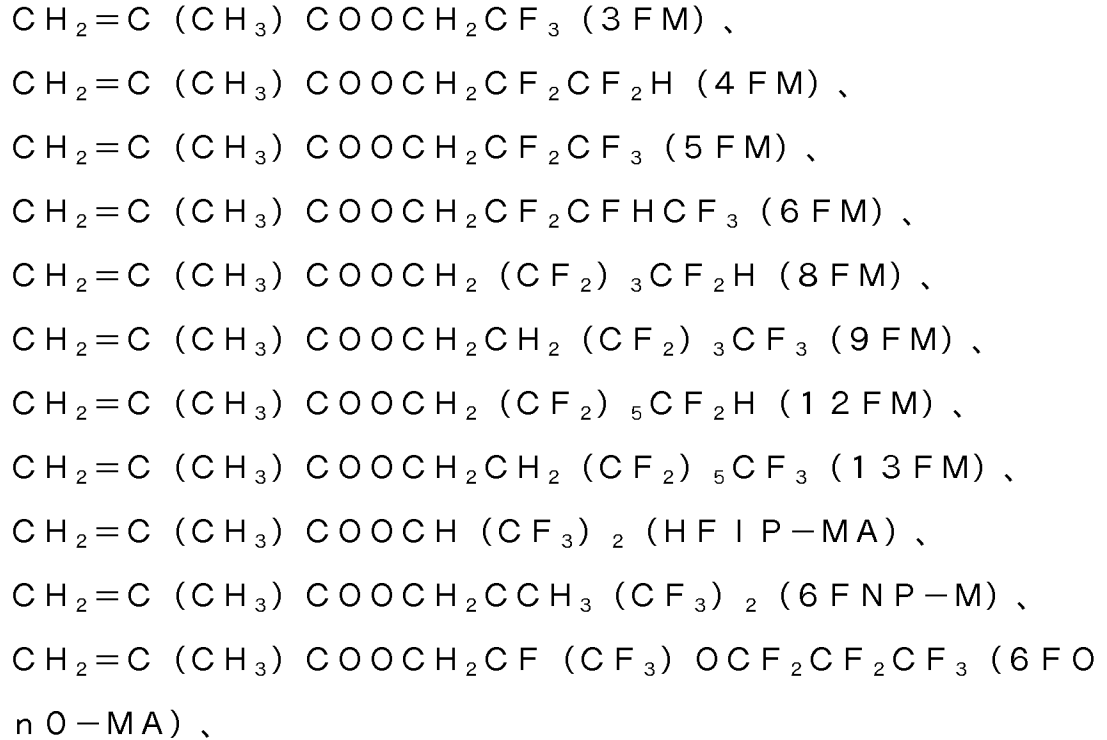 CH₂=C(CH₃)COOCH₂CF₃(3FM)、
CH₂=C(CH₃)COOCH₂CF₂CF₂H(4FM)、
CH₂=C(CH₃)COOCH₂CF₂CF₃(5FM)、
CH₂=C(CH₃)COOCH₂CF₂CFHCF₃(6FM)、
CH₂=C(CH₃)COOCH₂(CF₂)₃CF₂H(8FM)、
CH₂=C(CH₃)COOCH₂CH₂(CF₂)₃CF₃(9FM)、
CH₂=C(CH₃)COOCH₂(CF₂)₅CF₂H(12FM)、
CH₂=C(CH₃)COOCH₂CH₂(CF₂)₅CF₃(13FM)、
CH₂=C(CH₃)COOCH(CF₃)₂(HFIP-MA)、
CH₂=C(CH₃)COOCH₂CCH₃(CF₃)₂(6FNP-M)、
CH₂=C(CH₃)COOCH₂CF(CF₃)OCF₂CF₂CF₃(6FO
n0-MA)、